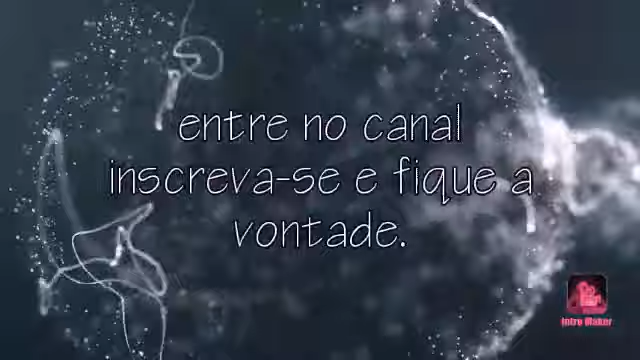 entre no canal
inscreva-se e fique a
vontade.
Intro Maker